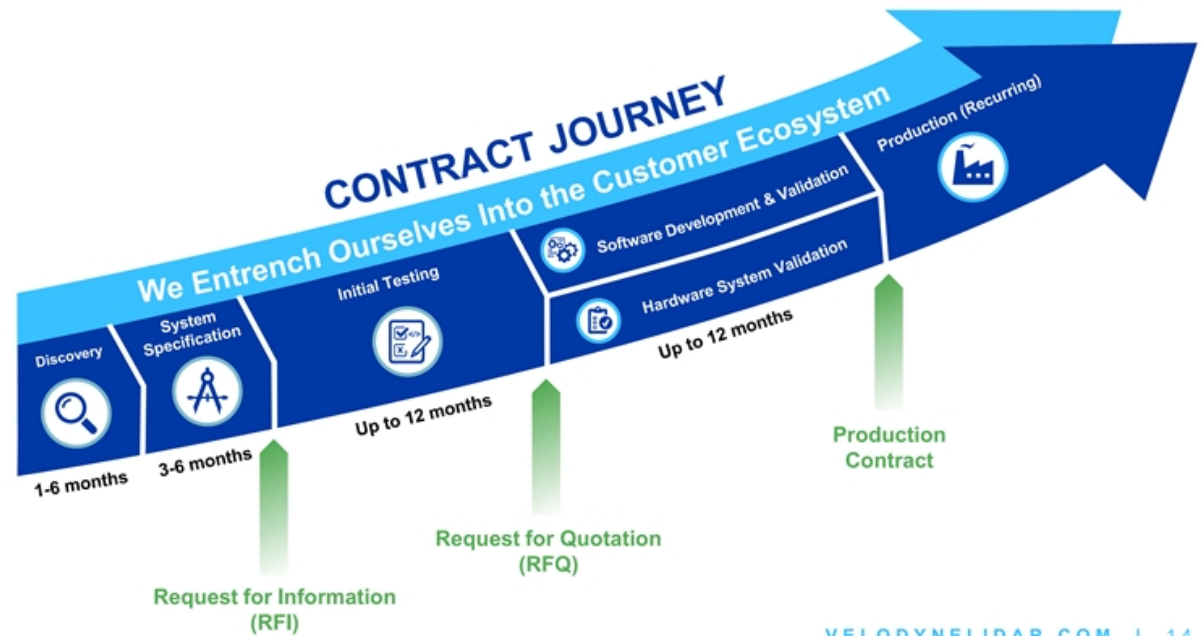 CONTRACT JOURNEY
We Entrench Ourselves Into the Customer Ecosystem
Discovery
System
Specification
Initial Testing
Software Development & Validation
Hardware System Validation
Production (Recurring)
1-6 months
3-6 months
Up to 12 months
Up to 12 months
Request for Information
(RFI)
Request for Quotation
(RFQ)
Production
Contract
VELODYNELIDAR.COM | 14